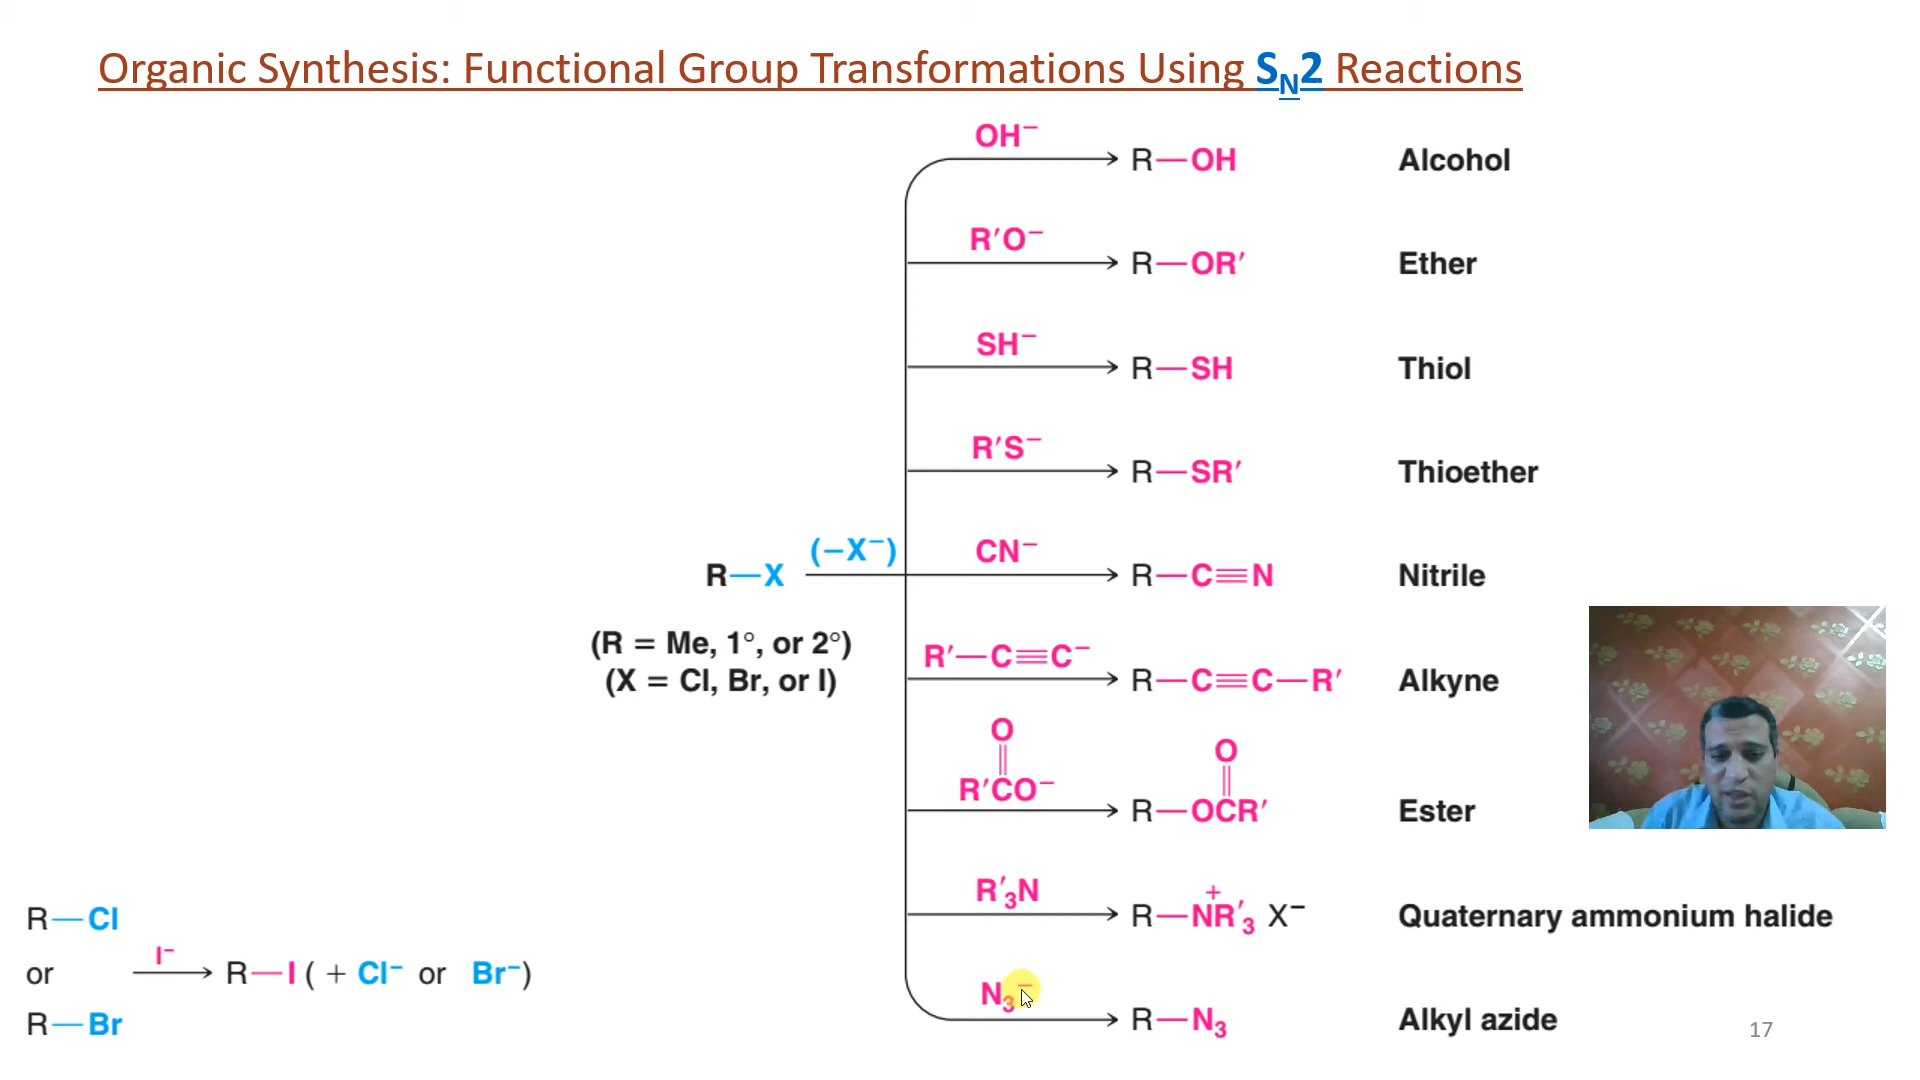 Organic Synthesis: Functional Group Transformations Using SN2 Reactions
OH⁻
R—OH Alcohol
R′O⁻
R—OR′ Ether
SH⁻
R—SH Thiol
R′S⁻
R—SR′ Thioether
R—X (−X⁻) CN⁻ R—C≡N Nitrile
(R = Me, 1°, or 2°)
(X = Cl, Br, or I)
R′—C≡C⁻
R—C≡C—R′ Alkyne
O
||
R′CO⁻
O
||
R—OCR′ Ester
R′₃N
+
R—NR′₃ X⁻ Quaternary ammonium halide
N₃⁻
R—N₃ Alkyl azide
R—Cl
or
R—Br
I⁻
R—I ( + Cl⁻ or Br⁻)
17